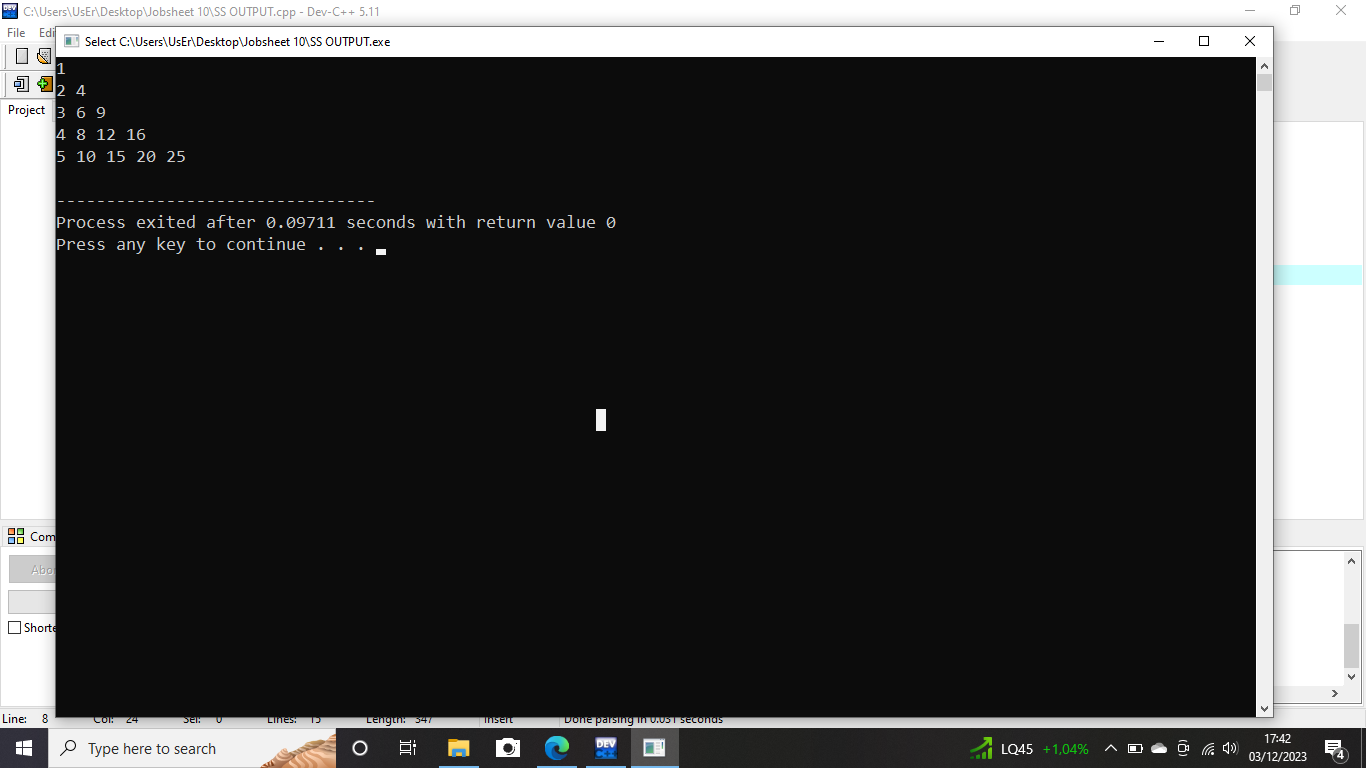 C:\Users\UsEr\Desktop\Jobsheet 10\SS OUTPUT.cpp - Dev-C++ 5.11
File
Select C:\Users\UsEr\Desktop\Jobsheet 10\SS OUTPUT.exe
Project
1
2 4
3 6 9
4 8 12 16
5 10 15 20 25
--------------------------------
Process exited after 0.09711 seconds with return value 0
Press any key to continue . . .
Line: 8 Col: 24 Sel: 0 Lines: 15 Length: 347 Insert Done parsing in 0.031 seconds
Type here to search
DEV
LQ45 +1,04%
17:42
03/12/2023
4